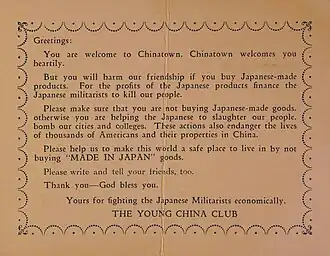 Greetings:
You are welcome to Chinatown. Chinatown welcomes you
heartily.
But you will harm our friendship if you buy Japanese-made
products. For the profits of the Japanese products finance the
Japanese militarists to kill our people.
Please make sure that you are not buying Japanese-made goods,
otherwise you are helping the Japanese to slaughter our people,
bomb our cities and colleges. These actions also endanger the lives
of thousands of Americans and their properties in China.
Please help us to make this world a safe place to live in by not
buying "MADE IN JAPAN" goods.
Please write and tell your friends, too.
Thank you—God bless you.
Yours for fighting the Japanese Militarists economically.
THE YOUNG CHINA CLUB